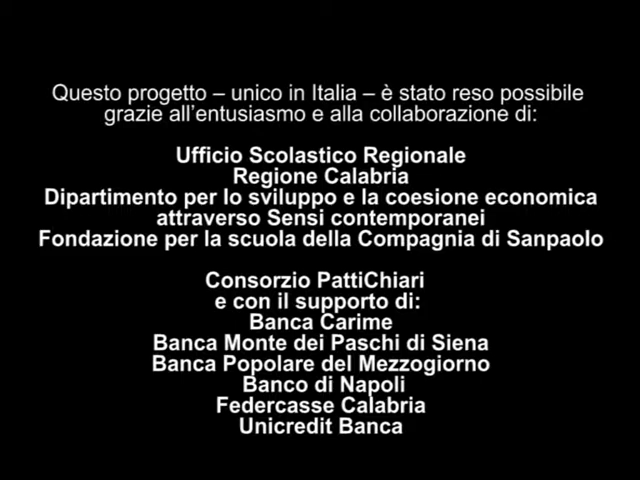 Questo progetto – unico in Italia – è stato reso possibile
grazie all'entusiasmo e alla collaborazione di:
Ufficio Scolastico Regionale
Regione Calabria
Dipartimento per lo sviluppo e la coesione economica
attraverso Sensi contemporanei
Fondazione per la scuola della Compagnia di Sanpaolo
Consorzio PattiChiari
e con il supporto di:
Banca Carime
Banca Monte dei Paschi di Siena
Banca Popolare del Mezzogiorno
Banco di Napoli
Federcasse Calabria
Unicredit Banca